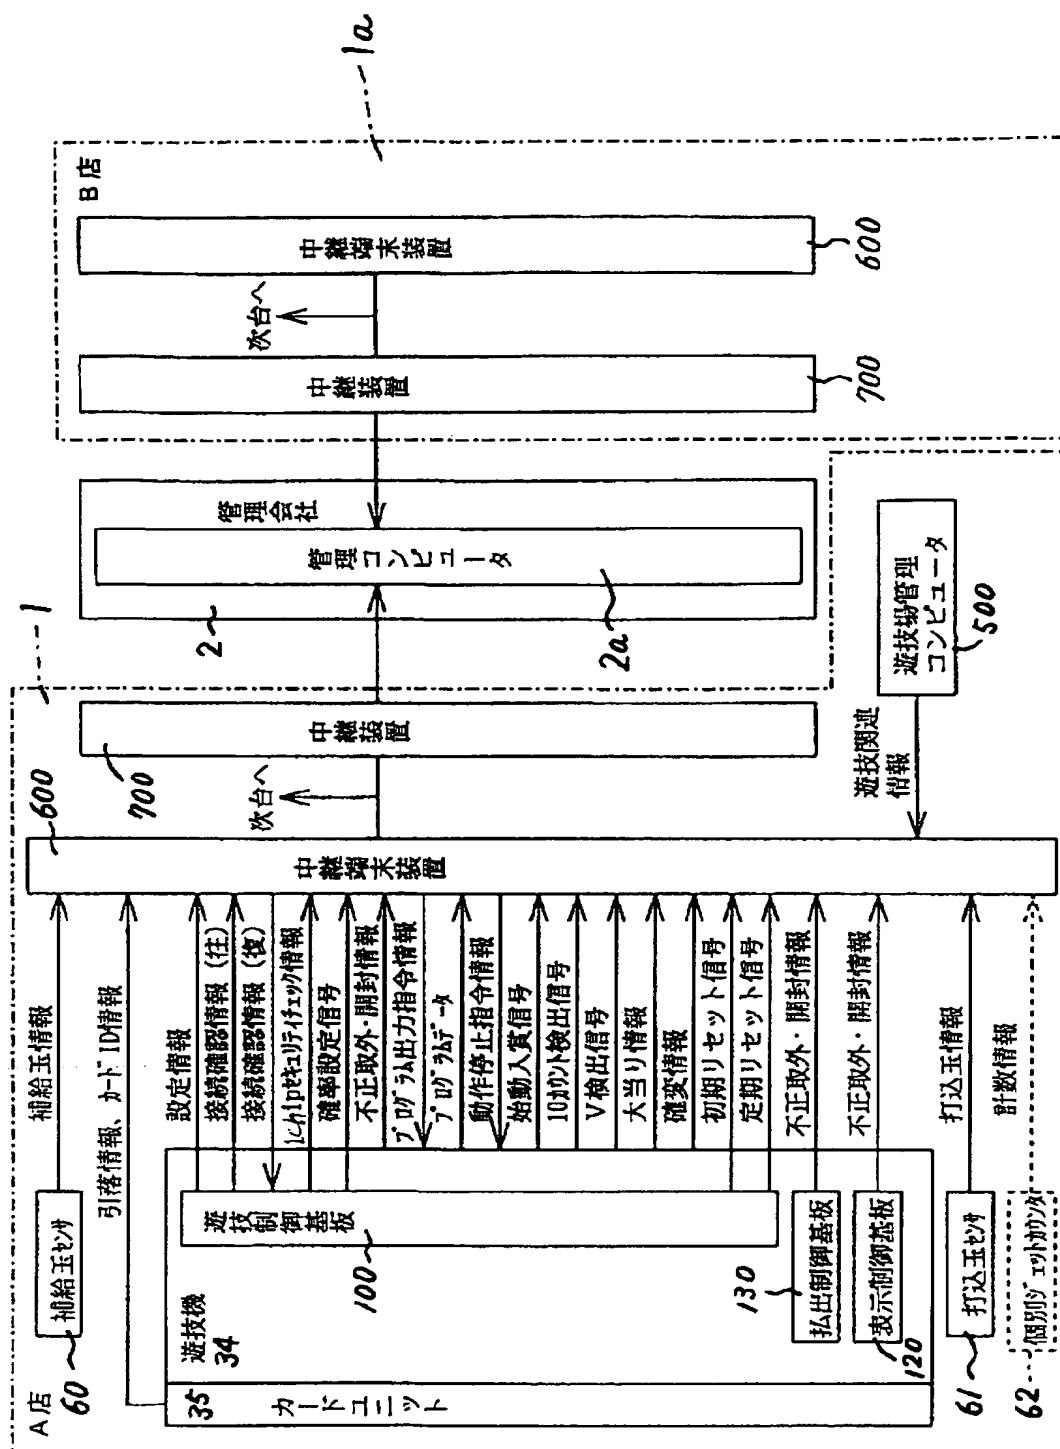 A店
60
補給玉センサ
補給玉情報
引落情報、カードID情報
35
カードユニット
遊技機
34
遊技制御基板
100
設定情報
接続確認情報(往)
接続確認情報(復)
1chipセキュリティチェック情報
確率設定信号
不正取外・開封情報
プログラム出力指令情報
プログラムデータ
動作停止指令情報
始動入賞信号
10カウント検出信号
V検出信号
大当り情報
確変情報
初期リセット信号
定期リセット信号
130
払出制御基板
不正取外・開封情報
120
表示制御基板
不正取外・開封情報
61
打込玉センサ
打込玉情報
62
個別ジェットカウンタ
計数情報
600
中継端末装置
次台へ
700
中継装置
遊技関連
情報
遊技場管理
コンピュータ
500
1
2
管理会社
管理コンピュータ
2a
B店
1a
中継装置
700
次台へ
中継端末装置
600